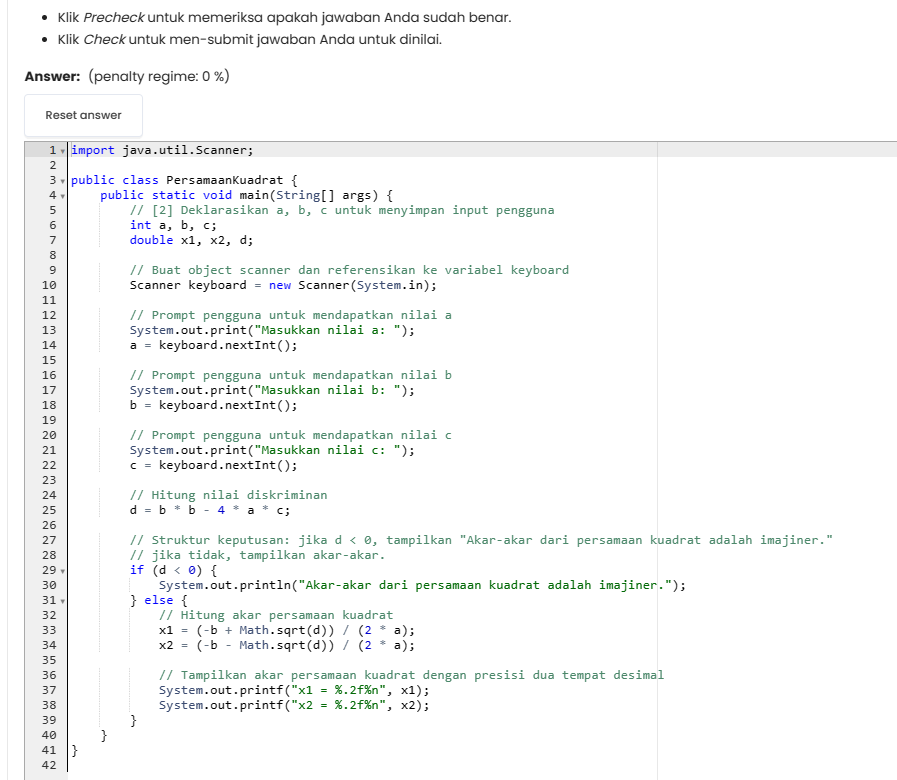 • Klik Precheck untuk memeriksa apakah jawaban Anda sudah benar.
• Klik Check untuk men-submit jawaban Anda untuk dinilai.
Answer: (penalty regime: 0 %)
Reset answer
1 import java.util.Scanner;
2
3 public class PersamaanKuadrat {
4     public static void main(String[] args) {
5         // [2] Deklarasikan a, b, c untuk menyimpan input pengguna
6         int a, b, c;
7         double x1, x2, d;
8
9         // Buat object scanner dan referensikan ke variabel keyboard
10         Scanner keyboard = new Scanner(System.in);
11
12         // Prompt pengguna untuk mendapatkan nilai a
13         System.out.print("Masukkan nilai a: ");
14         a = keyboard.nextInt();
15
16         // Prompt pengguna untuk mendapatkan nilai b
17         System.out.print("Masukkan nilai b: ");
18         b = keyboard.nextInt();
19
20         // Prompt pengguna untuk mendapatkan nilai c
21         System.out.print("Masukkan nilai c: ");
22         c = keyboard.nextInt();
23
24         // Hitung nilai diskriminan
25         d = b * b - 4 * a * c;
26
27         // Struktur keputusan: jika d < 0, tampilkan "Akar-akar dari persamaan kuadrat adalah imajiner."
28         // jika tidak, tampilkan akar-akar.
29         if (d < 0) {
30             System.out.println("Akar-akar dari persamaan kuadrat adalah imajiner.");
31         } else {
32             // Hitung akar persamaan kuadrat
33             x1 = (-b + Math.sqrt(d)) / (2 * a);
34             x2 = (-b - Math.sqrt(d)) / (2 * a);
35
36             // Tampilkan akar persamaan kuadrat dengan presisi dua tempat desimal
37             System.out.printf("x1 = %.2f%n", x1);
38             System.out.printf("x2 = %.2f%n", x2);
39         }
40     }
41 }
42